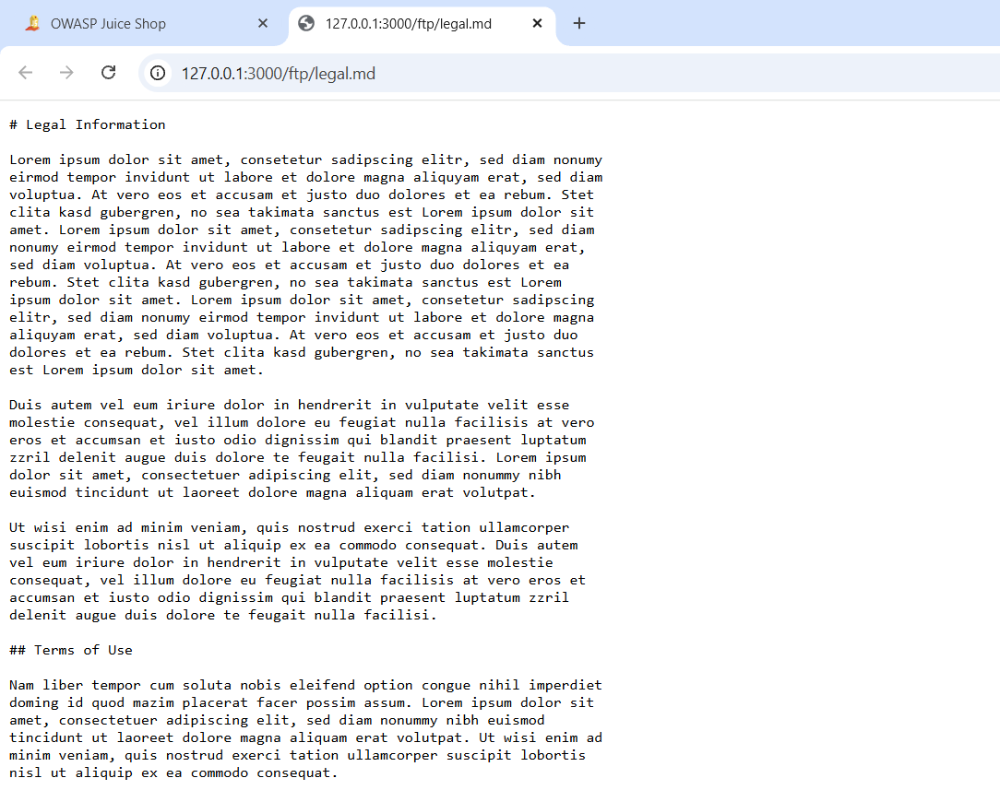 OWASP Juice Shop
127.0.0.1:3000/ftp/legal.md
127.0.0.1:3000/ftp/legal.md
# Legal Information
Lorem ipsum dolor sit amet, consetetur sadipscing elitr, sed diam nonumy
eirmod tempor invidunt ut labore et dolore magna aliquyam erat, sed diam
voluptua. At vero eos et accusam et justo duo dolores et ea rebum. Stet
clita kasd gubergren, no sea takimata sanctus est Lorem ipsum dolor sit
amet. Lorem ipsum dolor sit amet, consetetur sadipscing elitr, sed diam
nonumy eirmod tempor invidunt ut labore et dolore magna aliquyam erat,
sed diam voluptua. At vero eos et accusam et justo duo dolores et ea
rebum. Stet clita kasd gubergren, no sea takimata sanctus est Lorem
ipsum dolor sit amet. Lorem ipsum dolor sit amet, consetetur sadipscing
elitr, sed diam nonumy eirmod tempor invidunt ut labore et dolore magna
aliquyam erat, sed diam voluptua. At vero eos et accusam et justo duo
dolores et ea rebum. Stet clita kasd gubergren, no sea takimata sanctus
est Lorem ipsum dolor sit amet.
Duis autem vel eum iriure dolor in hendrerit in vulputate velit esse
molestie consequat, vel illum dolore eu feugiat nulla facilisis at vero
eros et accumsan et iusto odio dignissim qui blandit praesent luptatum
zzril delenit augue duis dolore te feugait nulla facilisi. Lorem ipsum
dolor sit amet, consectetuer adipiscing elit, sed diam nonummy nibh
euismod tincidunt ut laoreet dolore magna aliquam erat volutpat.
Ut wisi enim ad minim veniam, quis nostrud exerci tation ullamcorper
suscipit lobortis nisl ut aliquip ex ea commodo consequat. Duis autem
vel eum iriure dolor in hendrerit in vulputate velit esse molestie
consequat, vel illum dolore eu feugiat nulla facilisis at vero eros et
accumsan et iusto odio dignissim qui blandit praesent luptatum zzril
delenit augue duis dolore te feugait nulla facilisi.
## Terms of Use
Nam liber tempor cum soluta nobis eleifend option congue nihil imperdiet
doming id quod mazim placerat facer possim assum. Lorem ipsum dolor sit
amet, consectetuer adipiscing elit, sed diam nonummy nibh euismod
tincidunt ut laoreet dolore magna aliquam erat volutpat. Ut wisi enim ad
minim veniam, quis nostrud exerci tation ullamcorper suscipit lobortis
nisl ut aliquip ex ea commodo consequat.